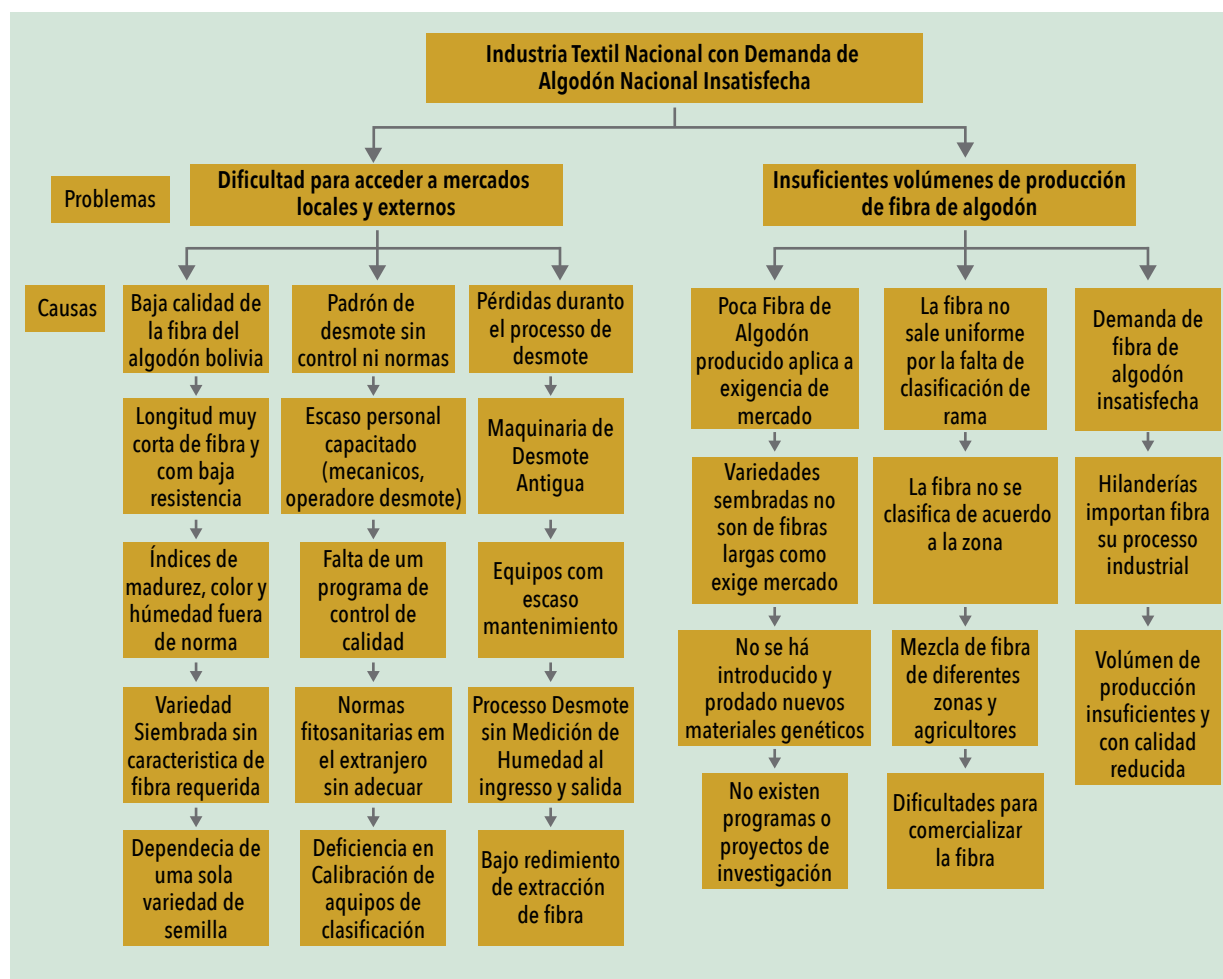 Industria Textil Nacional con Demanda de
Algodón Nacional Insatisfecha
Problemas
Dificultad para acceder a mercados
locales y externos
Insuficientes volúmenes de producción
de fibra de algodón
Causas
Baja calidad de
la fibra del
algodón bolivia
Longitud muy
corta de fibra y
com baja
resistencia
Índices de
madurez, color y
húmedad fuera
de norma
Variedad
Siembrada sin
caracteristica de
fibra requerida
Dependecia de
uma sola
variedad de
semilla
Padrón de
desmote sin
control ni normas
Escaso personal
capacitado
(mecanicos,
operadore desmote)
Falta de um
programa de
control de
calidad
Normas
fitosanitarias em
el extranjero
sin adecuar
Deficiencia en
Calibración de
aquipos de
clasificación
Pérdidas duranto
el processo de
desmote
Maquinaria de
Desmote
Antigua
Equipos com
escaso
mantenimiento
Processo Desmote
sin Medición de
Humedad al
ingresso y salida
Bajo redimiento
de extracción
de fibra
Poca Fibra de
Algodón
producido aplica a
exigencia de
mercado
Variedades
sembradas no
son de fibras
largas como
exige mercado
No se há
introducido y
prodado nuevos
materiales genéticos
No existen
programas o
proyectos de
investigación
La fibra no
sale uniforme
por la falta de
clasificación de
rama
La fibra no se
clasifica de acuerdo
a la zona
Mezcla de fibra
de diferentes
zonas y
agricultores
Dificultades para
comercializar
la fibra
Demanda de
fibra de
algodón
insatisfecha
Hilanderías
importan fibra
su processo
industrial
Volúmen de
producción
insuficientes y
con calidad
reducida